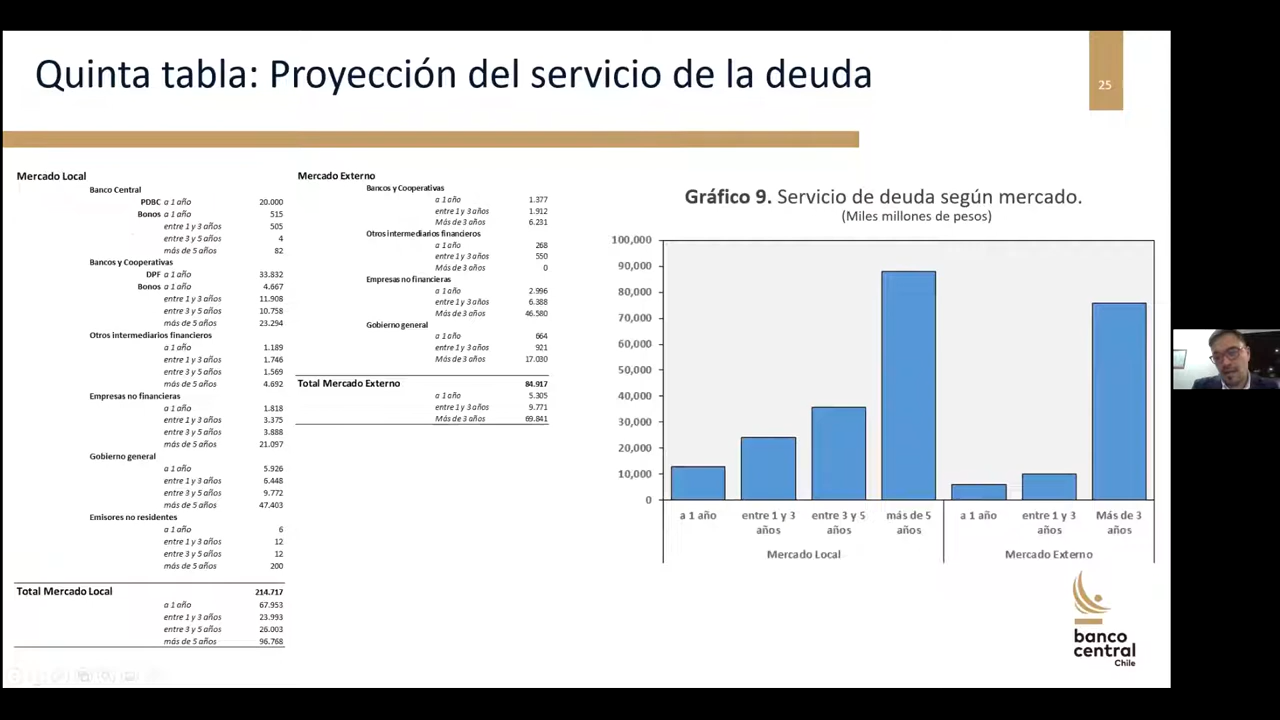 Quinta tabla: Proyección del servicio de la deuda
25
Mercado Local
Banco Central
PDBC a 1 año 20.000
Bonos a 1 año 515
entre 1 y 3 años 505
entre 3 y 5 años 4
más de 5 años 82
Bancos y Cooperativas
DPF a 1 año 33.832
Bonos a 1 año 4.667
entre 1 y 3 años 11.908
entre 3 y 5 años 10.758
más de 5 años 23.294
Otros intermediarios financieros
a 1 año 1.189
entre 1 y 3 años 1.746
entre 3 y 5 años 1.569
más de 5 años 4.692
Empresas no financieras
a 1 año 1.818
entre 1 y 3 años 3.375
entre 3 y 5 años 3.888
más de 5 años 21.097
Gobierno general
a 1 año 5.926
entre 1 y 3 años 6.448
entre 3 y 5 años 9.772
más de 5 años 47.403
Emisores no residentes
a 1 año 6
entre 1 y 3 años 12
entre 3 y 5 años 12
más de 5 años 200
Total Mercado Local 214.717
a 1 año 67.953
entre 1 y 3 años 23.993
entre 3 y 5 años 26.003
más de 5 años 96.768
Mercado Externo
Bancos y Cooperativas
a 1 año 1.377
entre 1 y 3 años 1.912
Más de 3 años 6.231
Otros intermediarios financieros
a 1 año 268
entre 1 y 3 años 550
Más de 3 años 0
Empresas no financieras
a 1 año 2.996
entre 1 y 3 años 6.388
Más de 3 años 46.580
Gobierno general
a 1 año 664
entre 1 y 3 años 921
Más de 3 años 17.030
Total Mercado Externo 84.917
a 1 año 5.305
entre 1 y 3 años 9.771
Más de 3 años 69.841
Gráfico 9. Servicio de deuda según mercado.
(Miles millones de pesos)
100,000
90,000
80,000
70,000
60,000
50,000
40,000
30,000
20,000
10,000
0
a 1 año entre 1 y 3 entre 3 y 5 más de 5 a 1 año entre 1 y 3 Más de 3
años años años años años
Mercado Local Mercado Externo
banco
central
Chile